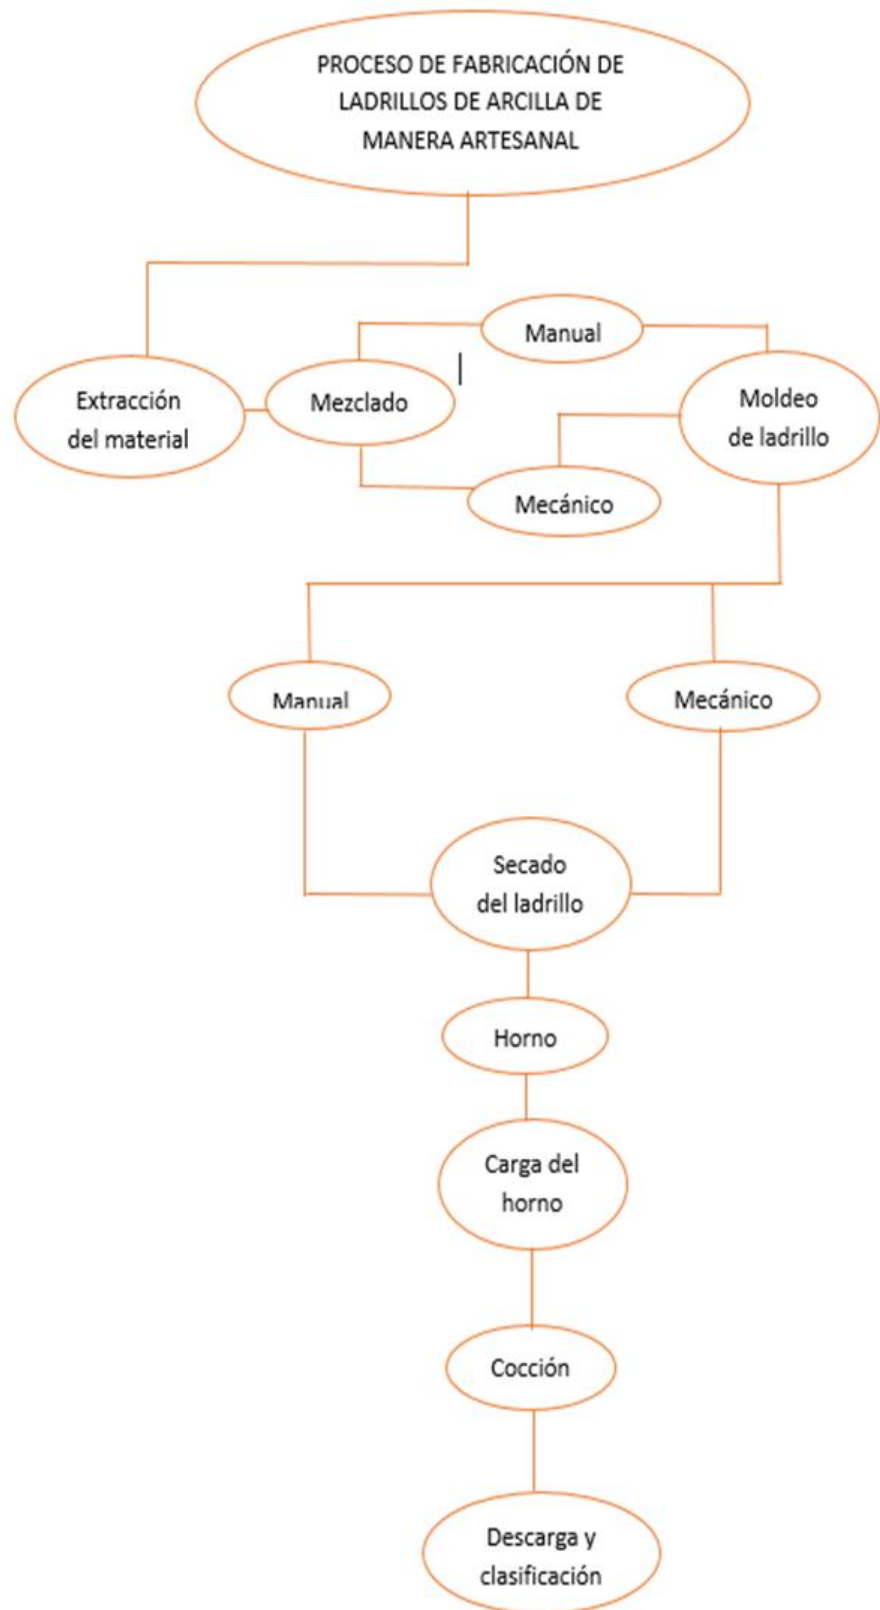 PROCESO DE FABRICACIÓN DE
LADRILLOS DE ARCILLA DE
MANERA ARTESANAL
Manual
Extracción
del material
Mezclado
Moldeo
de ladrillo
Mecánico
Manual
Mecánico
Secado
del ladrillo
Horno
Carga del
horno
Cocción
Descarga y
clasificación